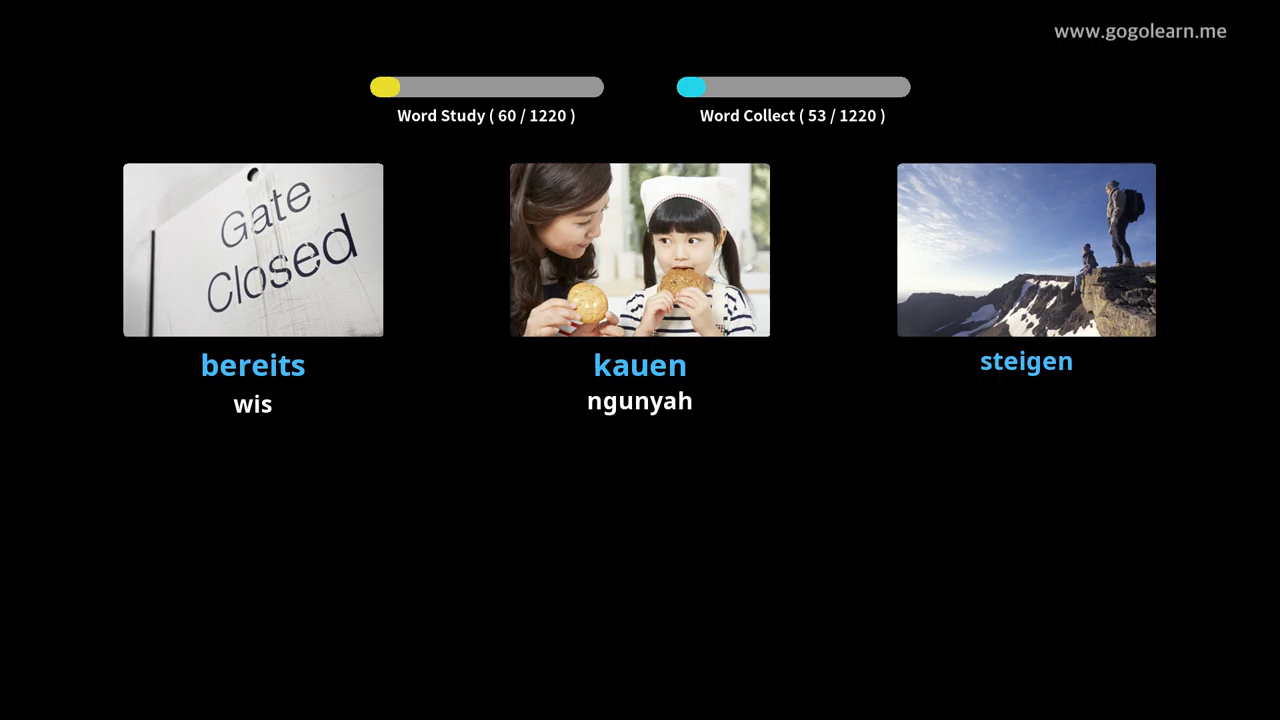 www.gogolearn.me
Word Study ( 60 / 1220 )
Word Collect ( 53 / 1220 )
Gate
Closed
bereits
kauen
steigen
wis
ngunyah